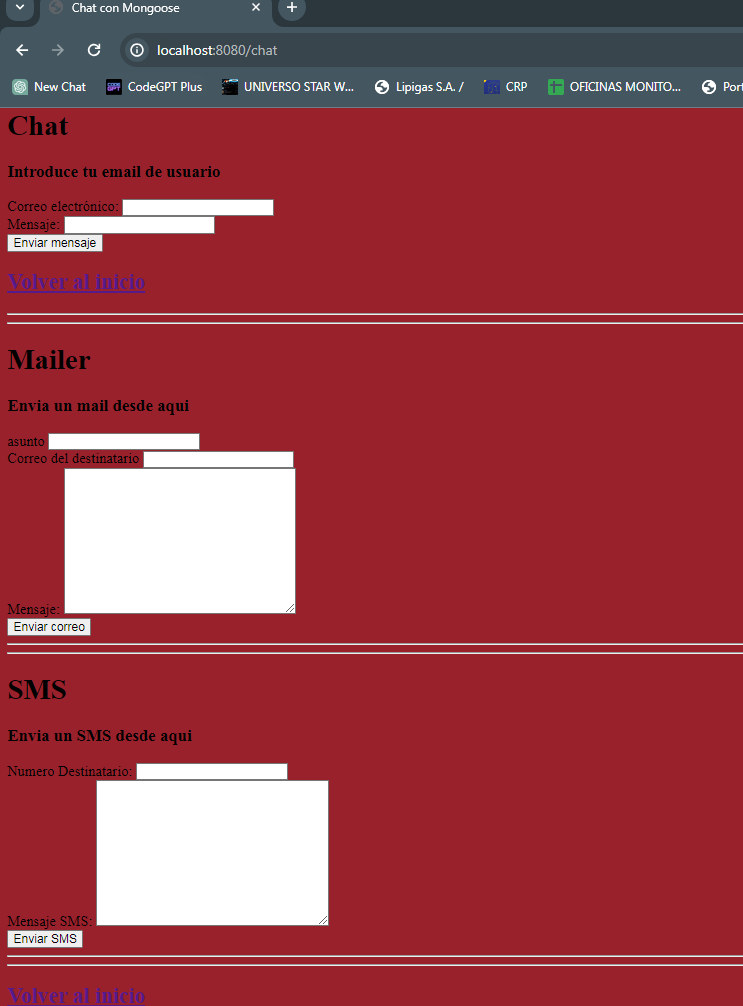 Chat con Mongoose
localhost:8080/chat
New Chat CodeGPT Plus UNIVERSO STAR W... Lipigas S.A. / CRP OFICINAS MONITO... Port
Chat
Introduce tu email de usuario
Correo electrónico:
Mensaje:
Enviar mensaje
Volver al inicio
Mailer
Envia un mail desde aqui
asunto
Correo del destinatario
Mensaje:
Enviar correo
SMS
Envia un SMS desde aqui
Numero Destinatario:
Mensaje SMS:
Enviar SMS
Volver al inicio